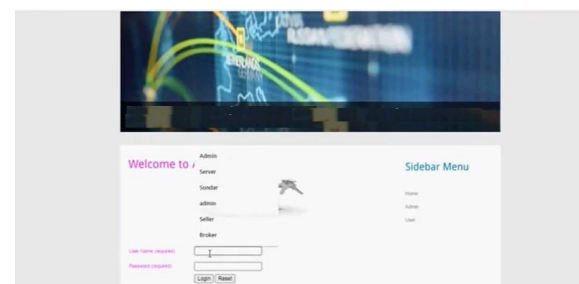 NETHERLANDS
Welcome to A
Admin
Server
Sundar
admin
Seller
Broker
Sidebar Menu
Home
Admin
User
User Name (required)
Password (required)
Login Reset